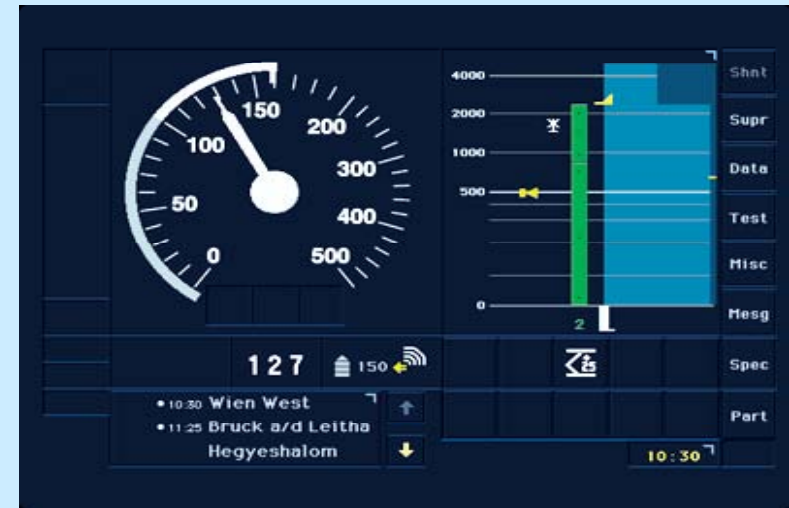 0
50
100
150
200
300
400
500
4000
2000
1000
500
0
2
Shnt
Supr
Data
Test
Misc
Mesg
Spec
Part
127
150
25
10:30 Wien West
11:25 Bruck a/d Leitha
Hegyeshalom
10:30